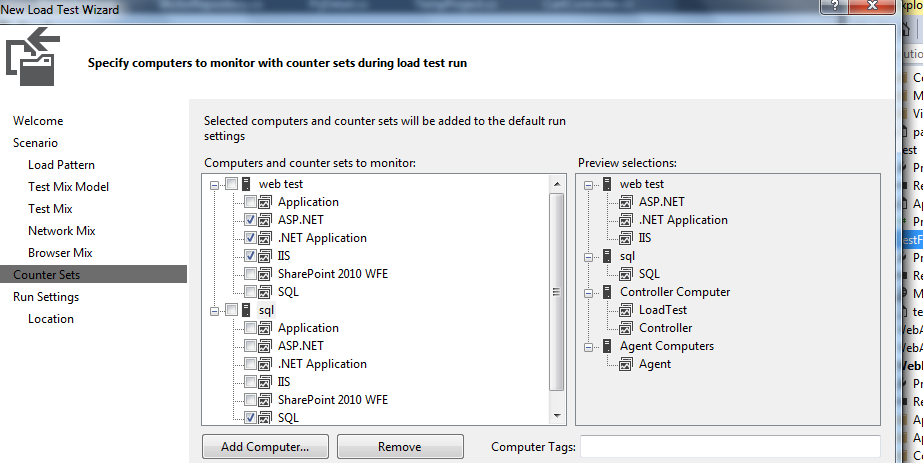 New Load Test Wizard
Specify computers to monitor with counter sets during load test run
Welcome
Scenario
Load Pattern
Test Mix Model
Test Mix
Network Mix
Browser Mix
Counter Sets
Run Settings
Location
Selected computers and counter sets will be added to the default run
settings
Computers and counter sets to monitor:
web test
Application
ASP.NET
.NET Application
IIS
SharePoint 2010 WFE
SQL
sql
Application
ASP.NET
.NET Application
IIS
SharePoint 2010 WFE
SQL
Add Computer...
Remove
Preview selections:
web test
ASP.NET
.NET Application
IIS
sql
SQL
Controller Computer
LoadTest
Controller
Agent Computers
Agent
Computer Tags: